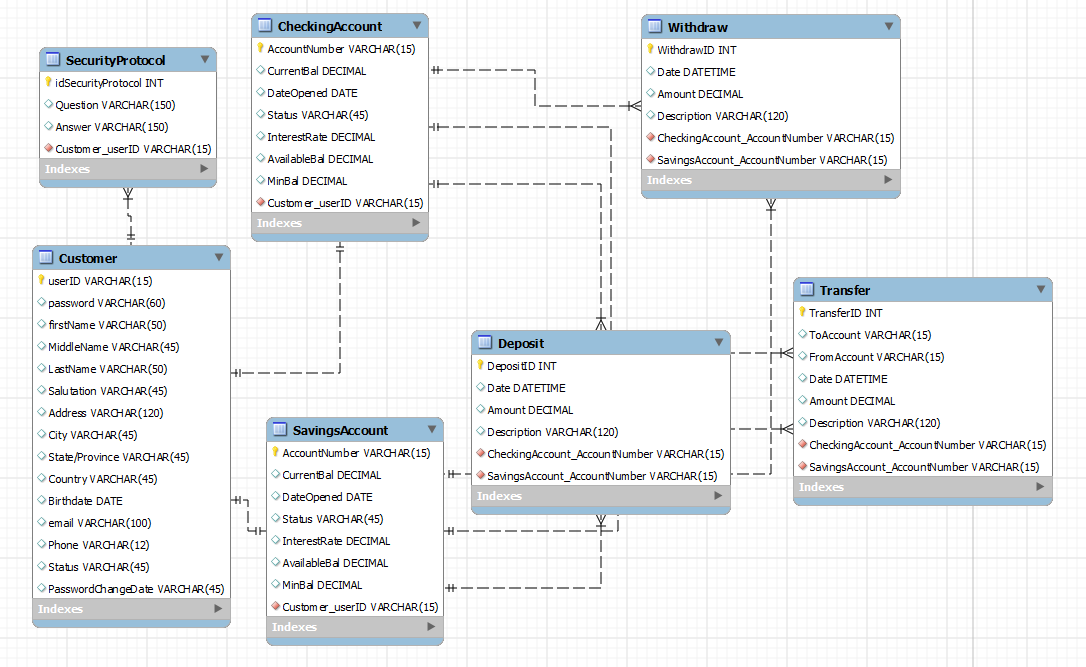 SecurityProtocol
idSecurityProtocol INT
Question VARCHAR(150)
Answer VARCHAR(150)
Customer_userID VARCHAR(15)
Indexes
CheckingAccount
AccountNumber VARCHAR(15)
CurrentBal DECIMAL
DateOpened DATE
Status VARCHAR(45)
InterestRate DECIMAL
AvailableBal DECIMAL
MinBal DECIMAL
Customer_userID VARCHAR(15)
Indexes
Withdraw
WithdrawID INT
Date DATETIME
Amount DECIMAL
Description VARCHAR(120)
CheckingAccount_AccountNumber VARCHAR(15)
SavingsAccount_AccountNumber VARCHAR(15)
Indexes
Customer
userID VARCHAR(15)
password VARCHAR(60)
firstName VARCHAR(50)
MiddleName VARCHAR(45)
LastName VARCHAR(50)
Salutation VARCHAR(45)
Address VARCHAR(120)
City VARCHAR(45)
State/Province VARCHAR(45)
Country VARCHAR(45)
Birthdate DATE
email VARCHAR(100)
Phone VARCHAR(12)
Status VARCHAR(45)
PasswordChangeDate VARCHAR(45)
Indexes
SavingsAccount
AccountNumber VARCHAR(15)
CurrentBal DECIMAL
DateOpened DATE
Status VARCHAR(45)
InterestRate DECIMAL
AvailableBal DECIMAL
MinBal DECIMAL
Customer_userID VARCHAR(15)
Indexes
Deposit
DepositID INT
Date DATETIME
Amount DECIMAL
Description VARCHAR(120)
CheckingAccount_AccountNumber VARCHAR(15)
SavingsAccount_AccountNumber VARCHAR(15)
Indexes
Transfer
TransferID INT
ToAccount VARCHAR(15)
FromAccount VARCHAR(15)
Date DATETIME
Amount DECIMAL
Description VARCHAR(120)
CheckingAccount_AccountNumber VARCHAR(15)
SavingsAccount_AccountNumber VARCHAR(15)
Indexes